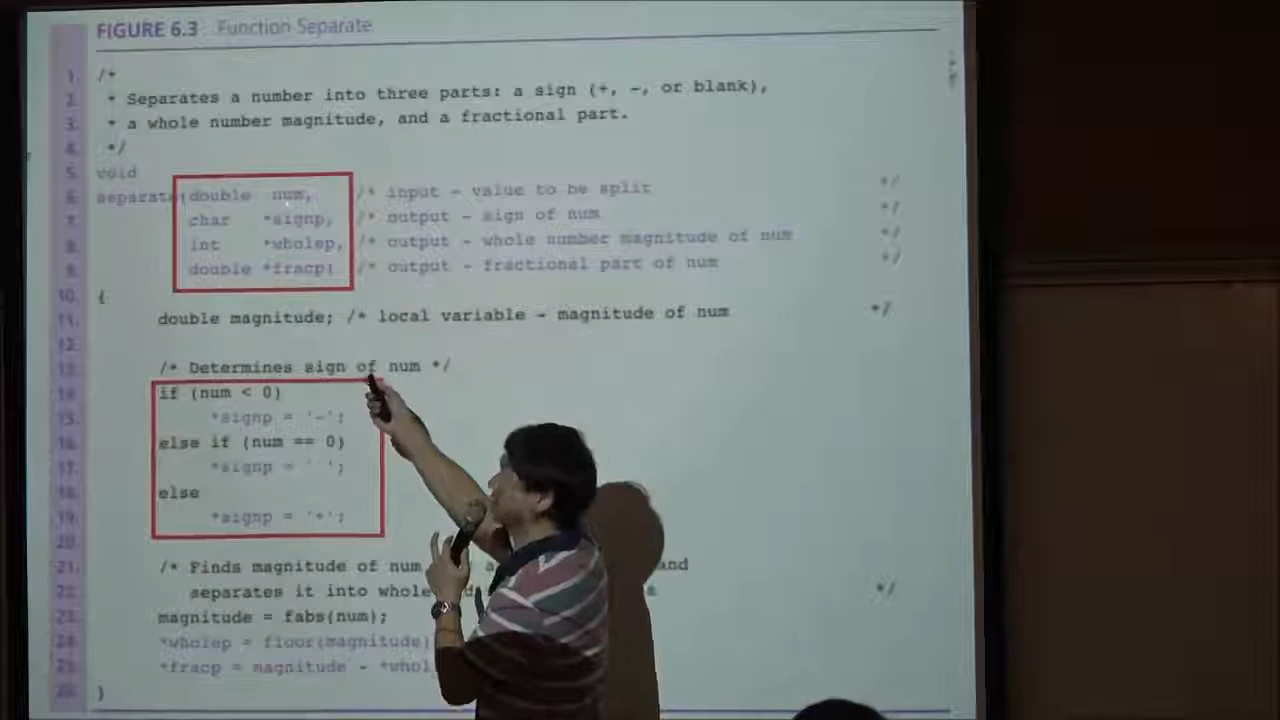 FIGURE 6.3 Function Separate
1. /*
2. * Separates a number into three parts: a sign (+, -, or blank),
3. * a whole number magnitude, and a fractional part.
4. */
5. void
6. separate(double num, /* input - value to be split */
7. char *signp, /* output - sign of num */
8. int *wholep, /* output - whole number magnitude of num */
9. double *fracp) /* output - fractional part of num */
10. {
11. double magnitude; /* local variable - magnitude of num */
12.
13. /* Determines sign of num */
14. if (num < 0)
15. *signp = '-';
16. else if (num == 0)
17. *signp = ' ';
18. else
19. *signp = '+';
20.
21. /* Finds magnitude of num and
22. separates it into whole */
23. magnitude = fabs(num);
24. *wholep = floor(magnitude)
25. *fracp = magnitude -
26. }